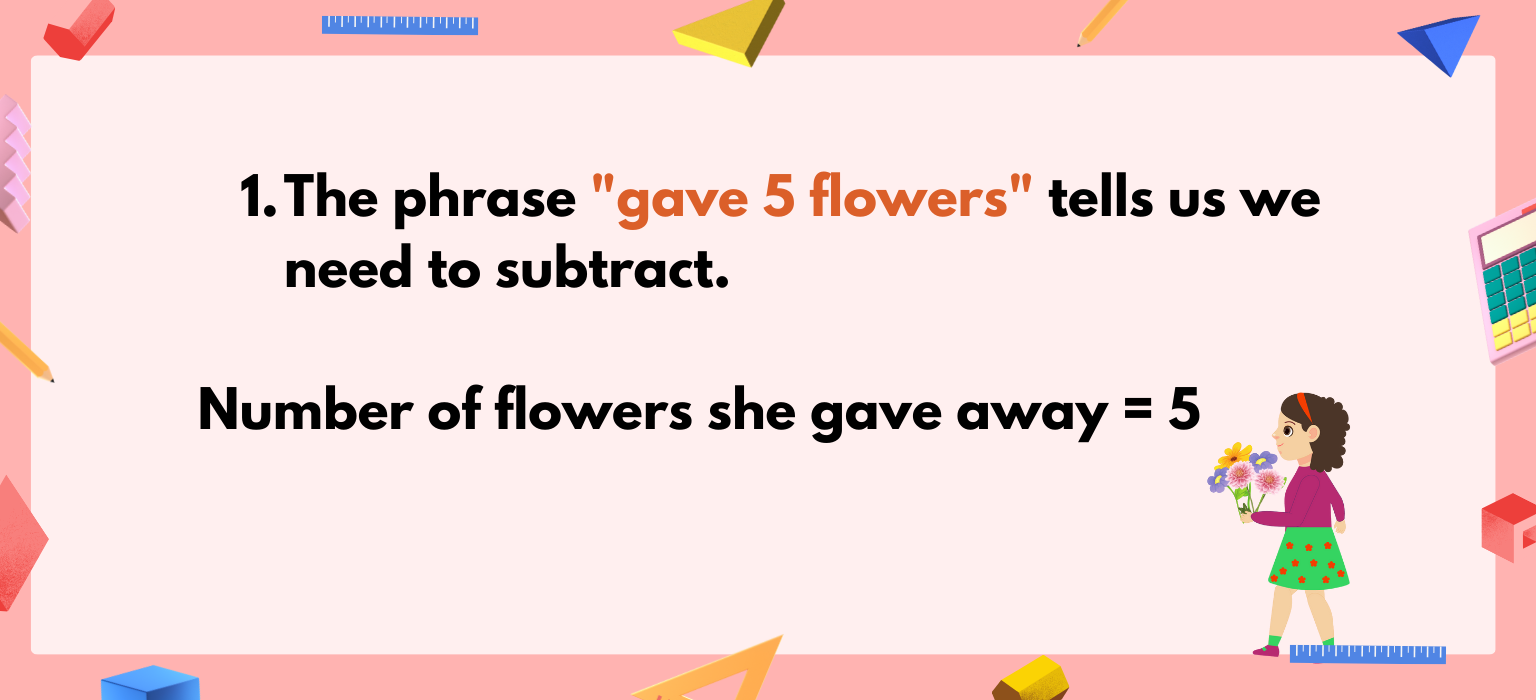 1. The phrase "gave 5 flowers" tells us we
need to subtract.
Number of flowers she gave away = 5